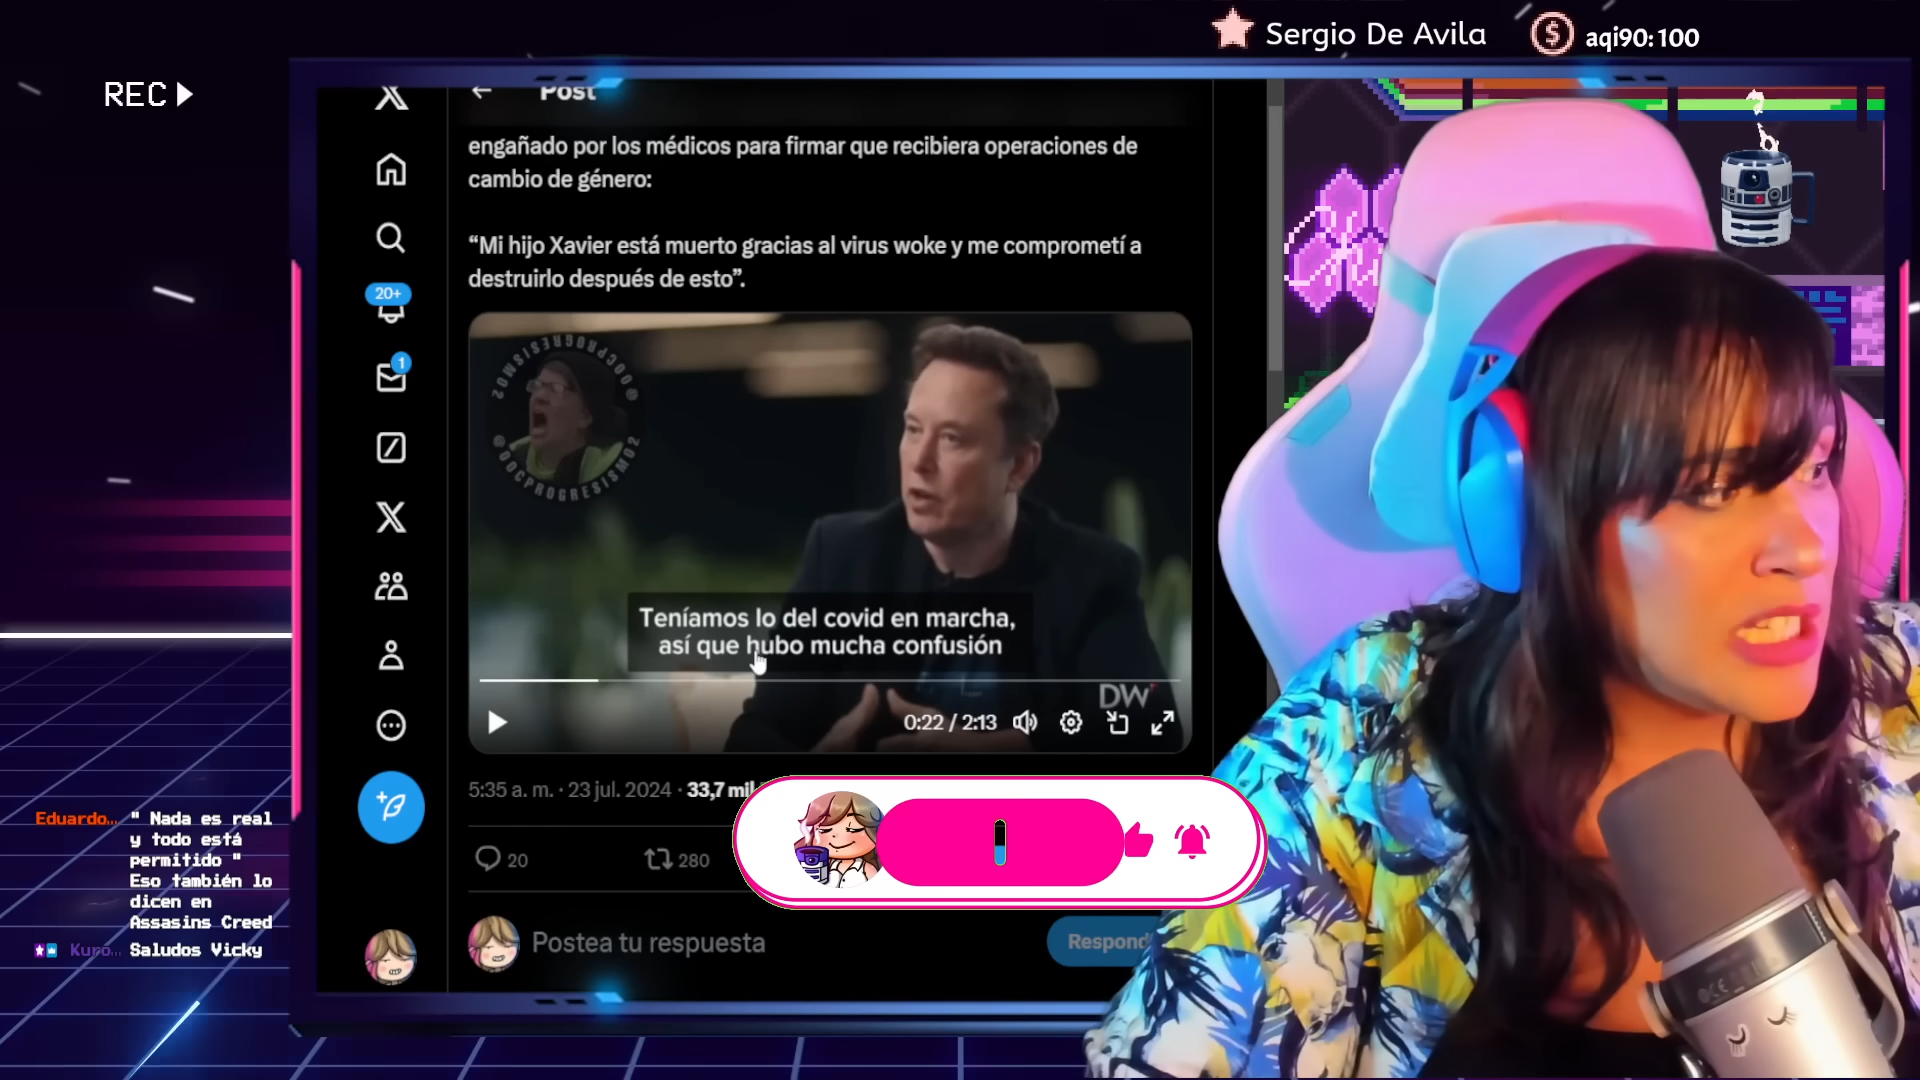 Sergio De Avila
aqi90:100
REC
Post
engañado por los médicos para firmar que recibiera operaciones de
cambio de género:
“Mi hijo Xavier está muerto gracias al virus woke y me comprometí a
destruirlo después de esto”.
20+
1
@DOCPROGRESISMO2
@DOCPROGRESISMO2
Teníamos lo del covid en marcha,
así que hubo mucha confusión
DW
0:22 / 2:13
5:35 a. m. · 23 jul. 2024 · 33,7 mil
20
280
Postea tu respuesta
Respond
Eduardo... " Nada es real
y todo está
permitido "
Eso también lo
dicen en
Assasins Creed
Kuro... Saludos Vicky